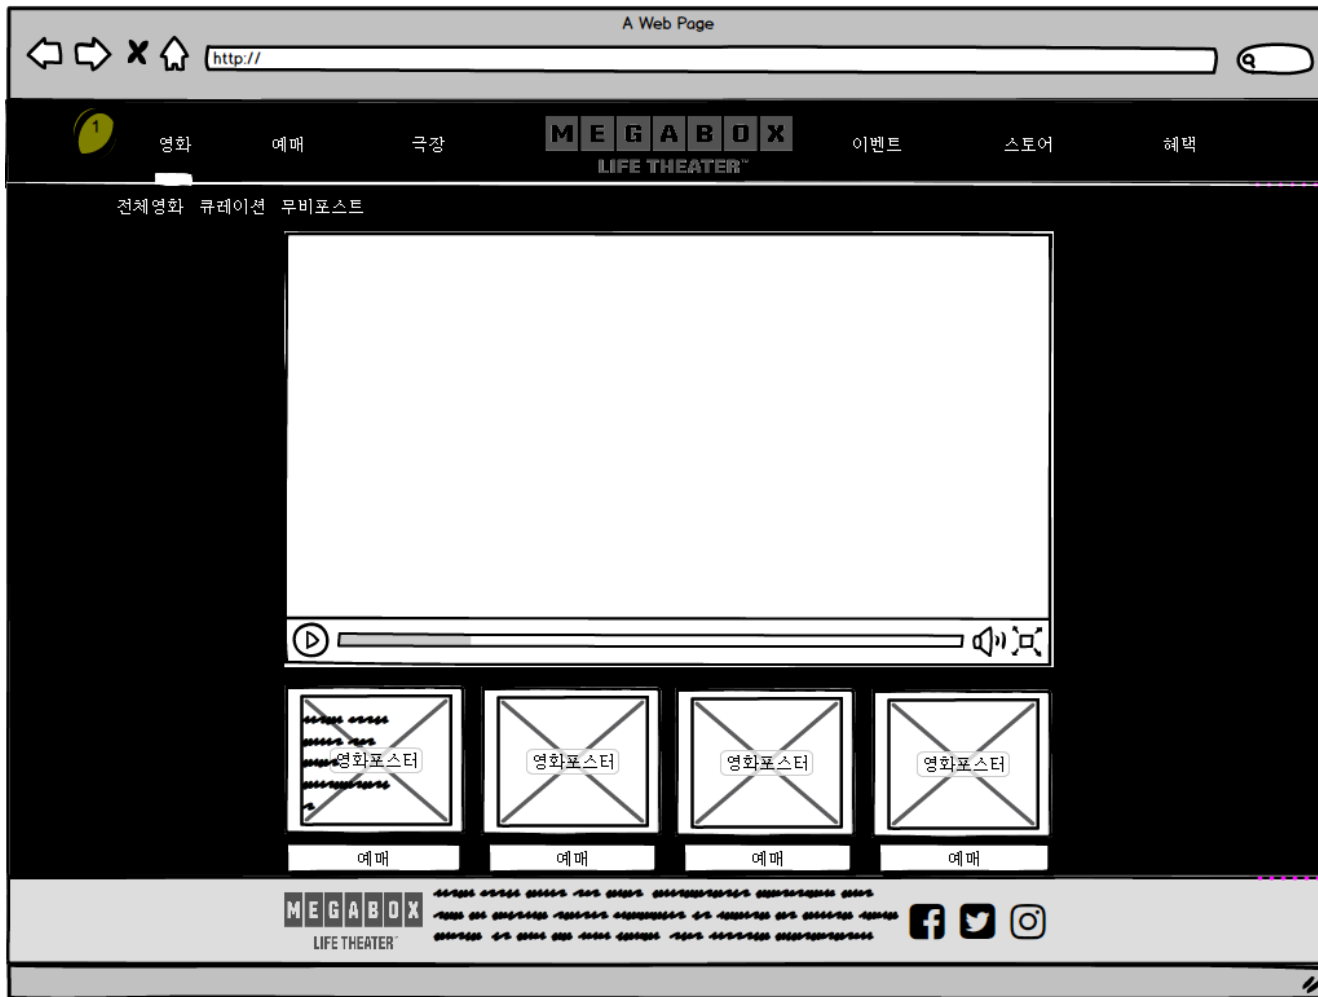 A Web Page
http://
1
영화 예매 극장 MEGABOX 이벤트 스토어 혜택
LIFE THEATER™
전체영화 큐레이션 무비포스트
영화포스터 영화포스터 영화포스터 영화포스터
예매 예매 예매 예매
MEGABOX
LIFE THEATER™